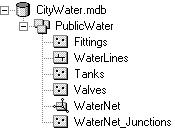 CityWater.mdb
PublicWater
Fittings
WaterLines
Tanks
Valves
WaterNet
WaterNet_Junctions